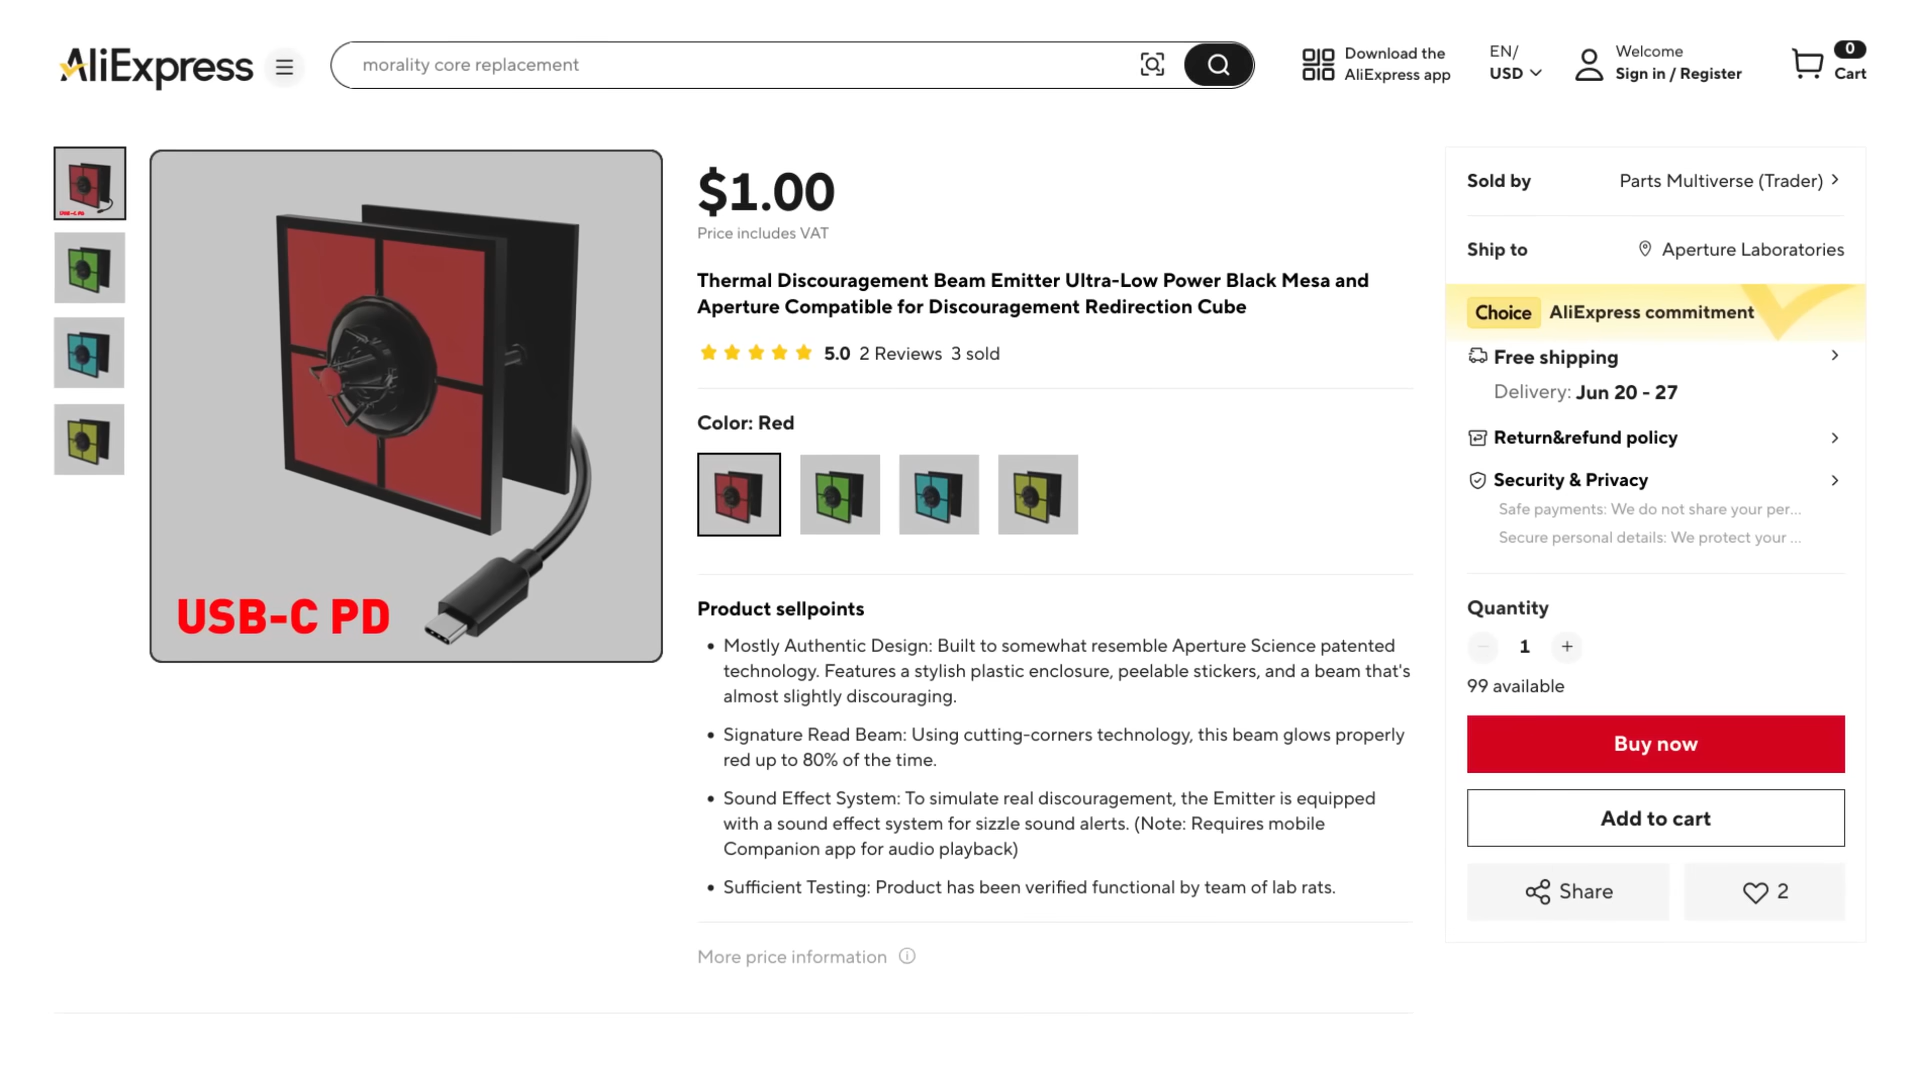 AliExpress
morality core replacement
Download the
AliExpress app
EN/
USD
Welcome
Sign in / Register
0
Cart
USB-C PD
USB-C PD
$1.00
Price includes VAT
Thermal Discouragement Beam Emitter Ultra-Low Power Black Mesa and
Aperture Compatible for Discouragement Redirection Cube
5.0 2 Reviews 3 sold
Color: Red
Product sellpoints
• Mostly Authentic Design: Built to somewhat resemble Aperture Science patented
technology. Features a stylish plastic enclosure, peelable stickers, and a beam that's
almost slightly discouraging.
• Signature Read Beam: Using cutting-corners technology, this beam glows properly
red up to 80% of the time.
• Sound Effect System: To simulate real discouragement, the Emitter is equipped
with a sound effect system for sizzle sound alerts. (Note: Requires mobile
Companion app for audio playback)
• Sufficient Testing: Product has been verified functional by team of lab rats.
More price information
Sold by Parts Multiverse (Trader)
Ship to Aperture Laboratories
Choice AliExpress commitment
Free shipping
Delivery: Jun 20 - 27
Return&refund policy
Security & Privacy
Safe payments: We do not share your per...
Secure personal details: We protect your ...
Quantity
− 1 +
99 available
Buy now
Add to cart
Share 2